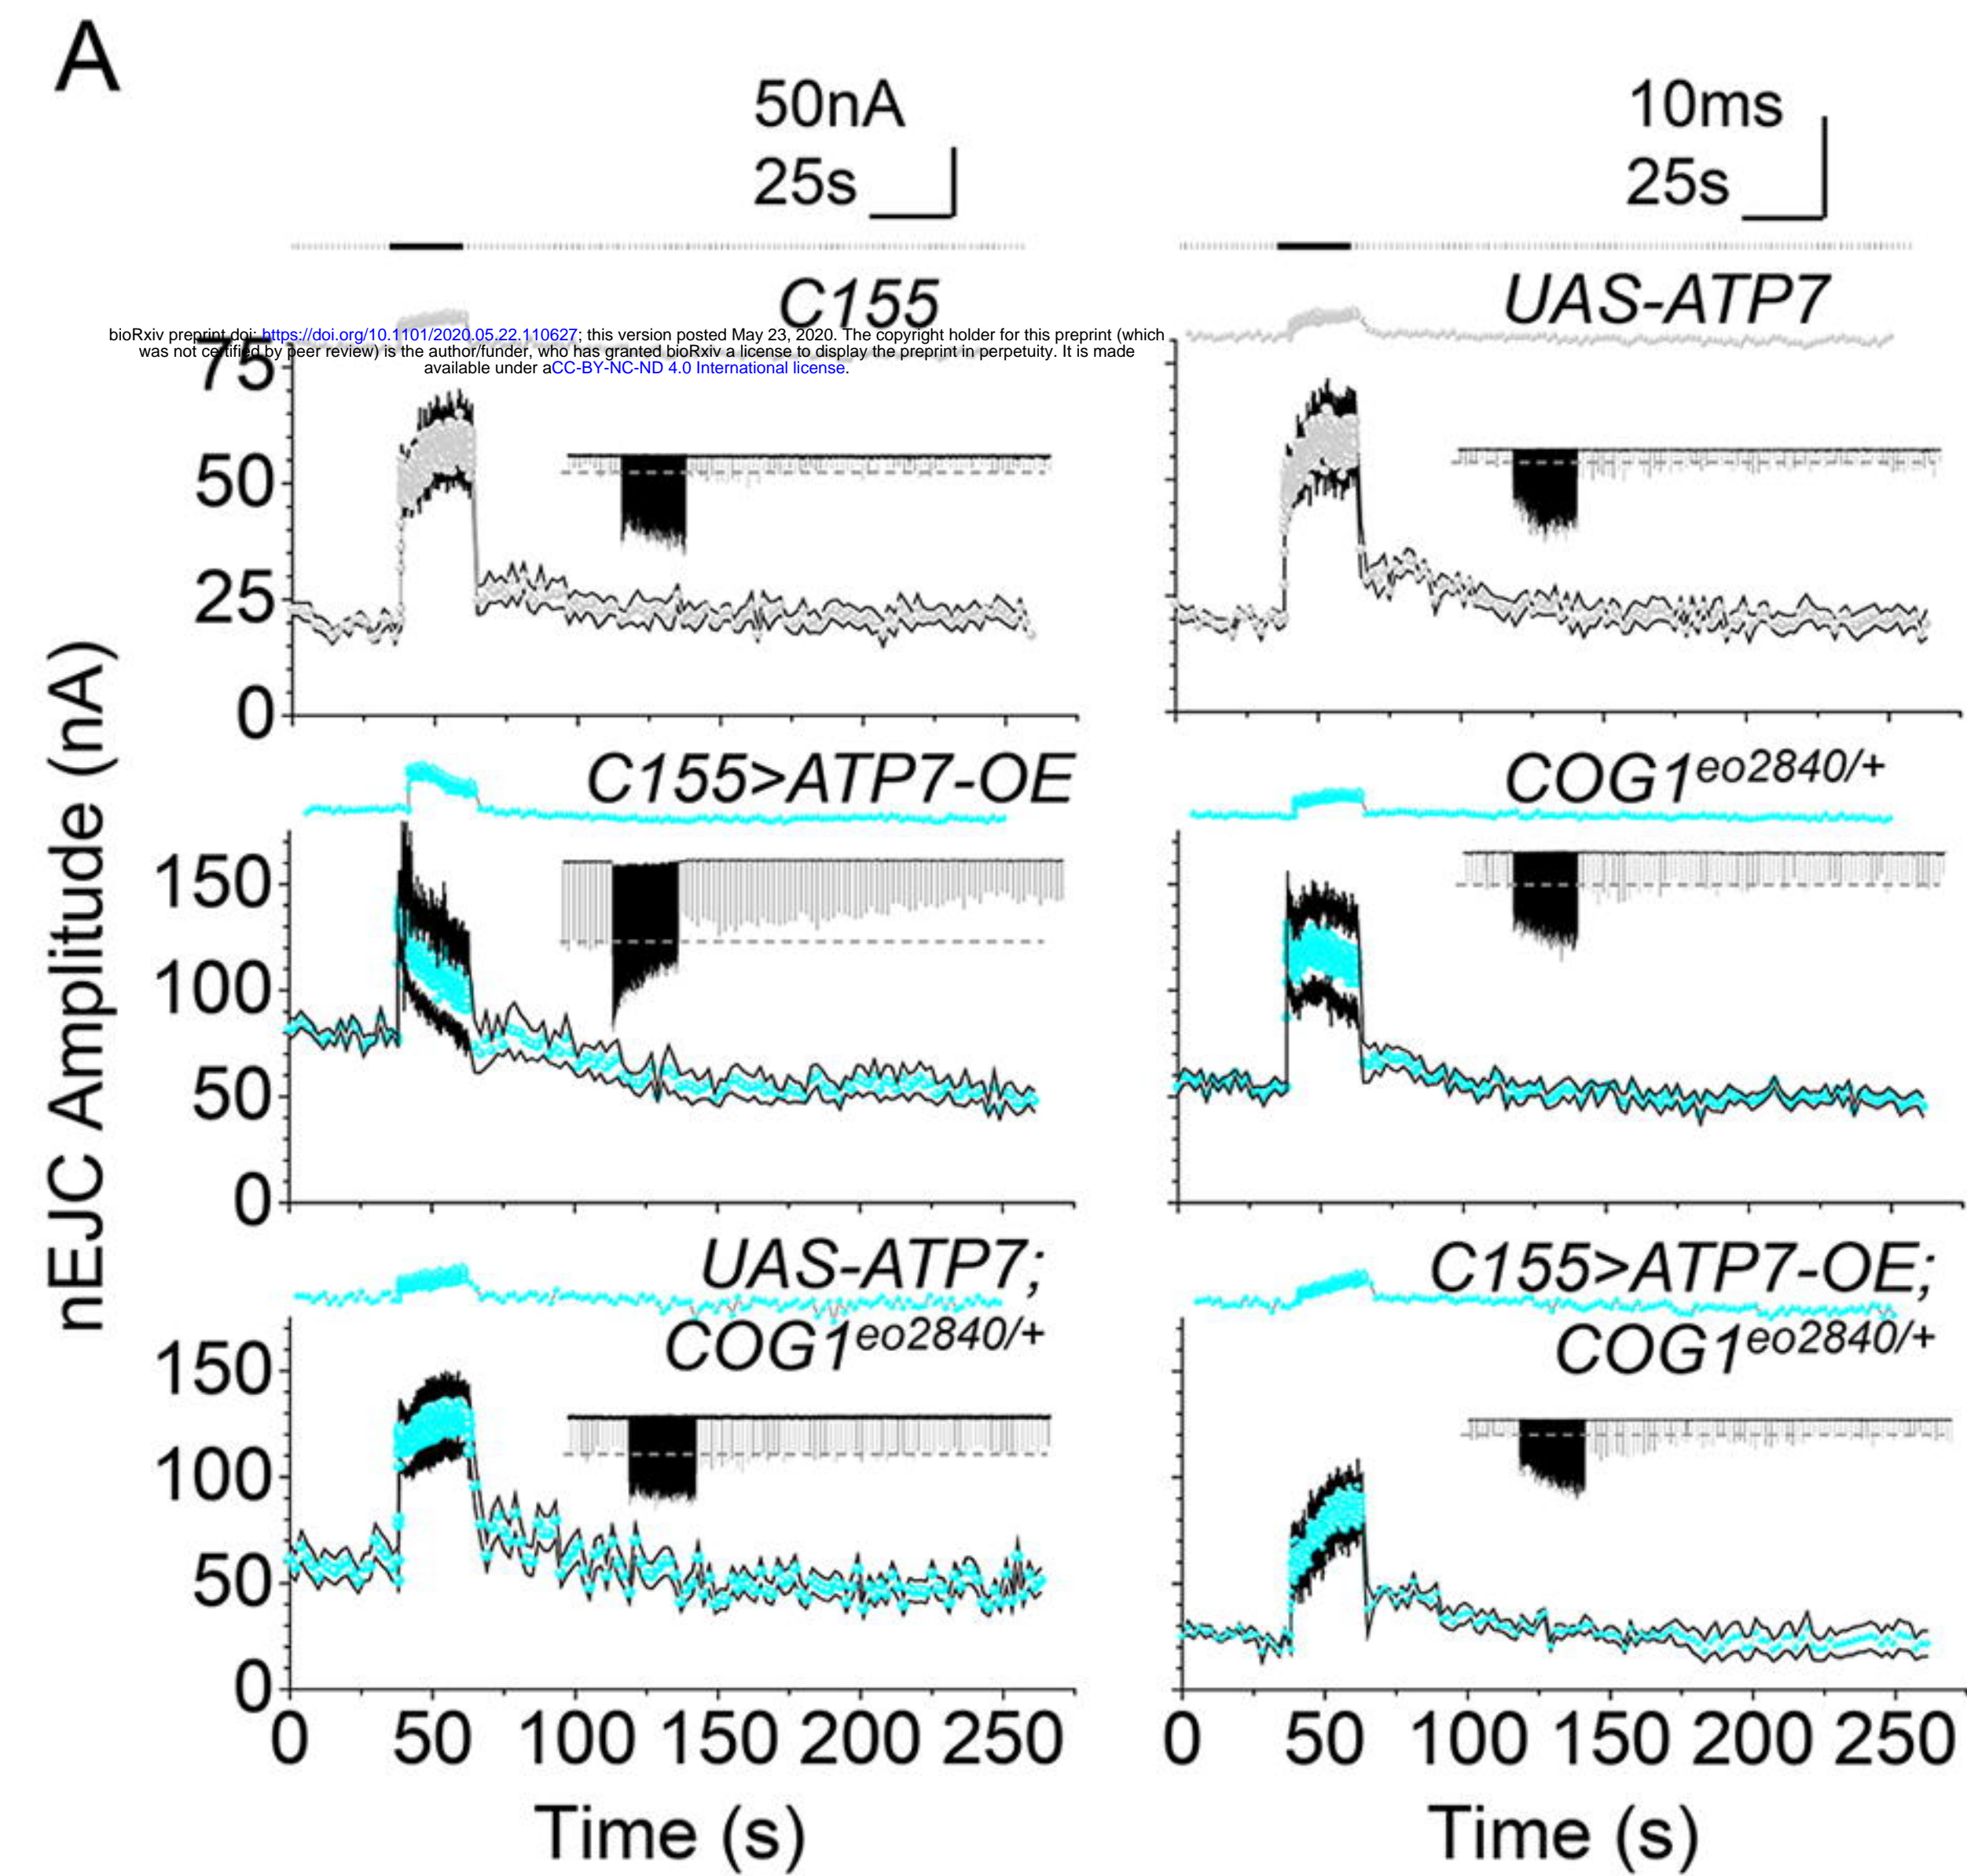 A
50nA
25s
10ms
25s
C155
UAS-ATP7
bioRxiv preprint doi: https://doi.org/10.1101/2020.05.22.110627; this version posted May 23, 2020. The copyright holder for this preprint (which
was not certified by peer review) is the author/funder, who has granted bioRxiv a license to display the preprint in perpetuity. It is made
available under aCC-BY-NC-ND 4.0 International license.
75
50
25
0
nEJC Amplitude (nA)
C155>ATP7-OE
COG1eo2840/+
150
100
50
0
UAS-ATP7;
COG1eo2840/+
C155>ATP7-OE;
COG1eo2840/+
150
100
50
0
0 50 100 150 200 250
0 50 100 150 200 250
Time (s)
Time (s)